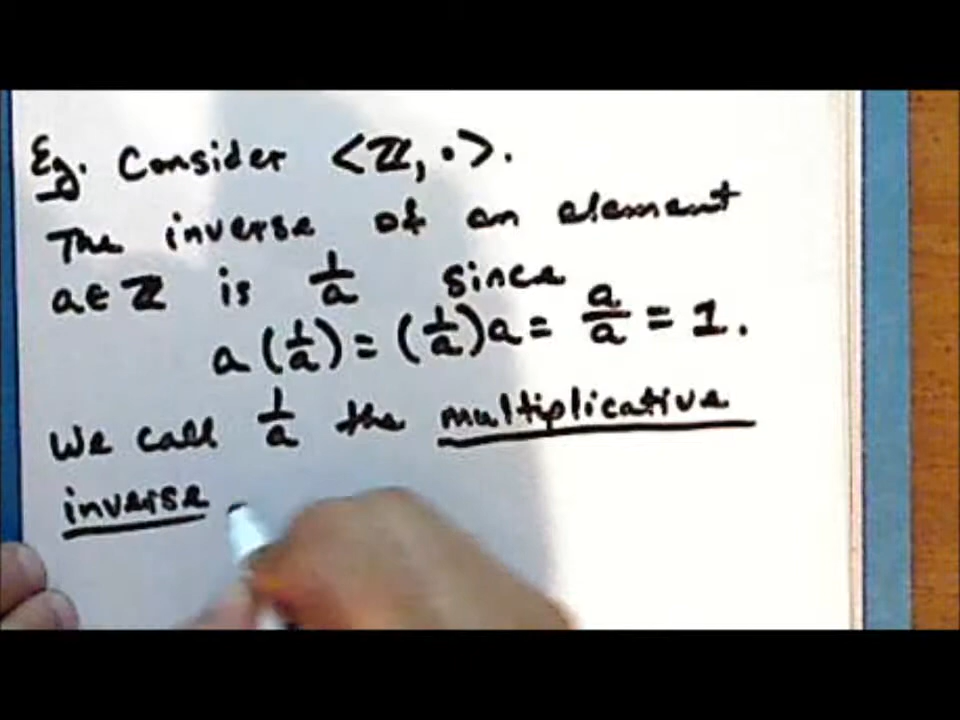 Eg. Consider <ℤ, ·>.
The inverse of an element
a∈ℤ is 1/a since
a(1/a) = (1/a)a = a/a = 1.
We call 1/a the multiplicative
inverse